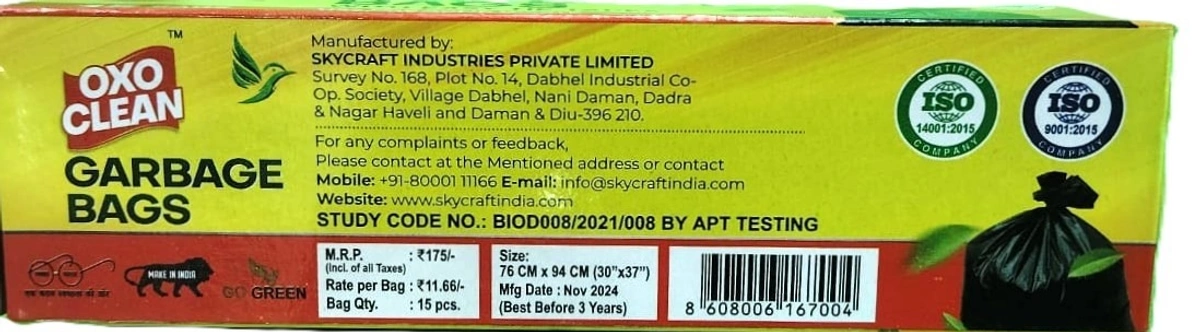 OXO
CLEAN
TM
GARBAGE
BAGS
Manufactured by:
SKYCRAFT INDUSTRIES PRIVATE LIMITED
Survey No. 168, Plot No. 14, Dabhel Industrial Co-
Op. Society, Village Dabhel, Nani Daman, Dadra
& Nagar Haveli and Daman & Diu-396 210.
For any complaints or feedback,
Please contact at the Mentioned address or contact
Mobile: +91-80001 11166 E-mail: info@skycraftindia.com
Website: www.skycraftindia.com
STUDY CODE NO.: BIOD008/2021/008 BY APT TESTING
CERTIFIED
ISO
14001:2015
COMPANY
CERTIFIED
ISO
9001:2015
COMPANY
एक कदम स्वच्छता की ओर
MAKE IN INDIA
GO GREEN
M.R.P. : ₹175/-
(Incl. of all Taxes)
Rate per Bag : ₹11.66/-
Bag Qty. : 15 pcs.
Size:
76 CM x 94 CM (30"x37")
Mfg Date : Nov 2024
(Best Before 3 Years)
8 608006 167004